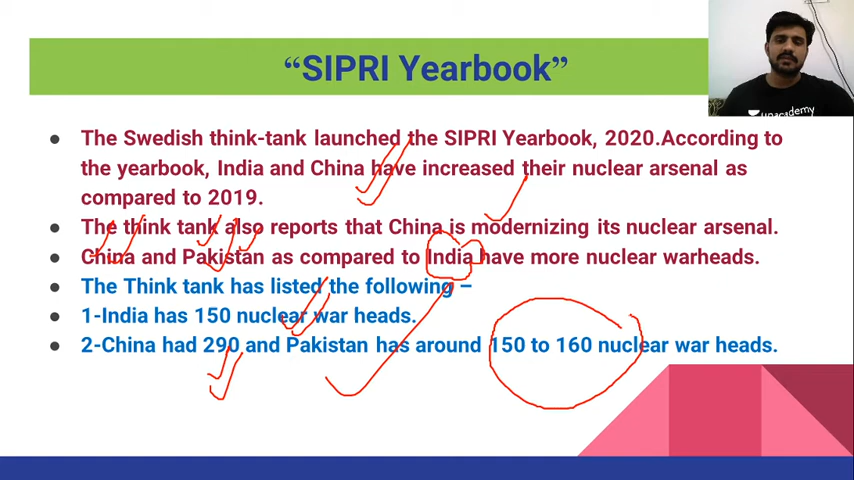 “SIPRI Yearbook”
unacademy
● The Swedish think-tank launched the SIPRI Yearbook, 2020.According to
the yearbook, India and China have increased their nuclear arsenal as
compared to 2019.
● The think tank also reports that China is modernizing its nuclear arsenal.
● China and Pakistan as compared to India have more nuclear warheads.
● The Think tank has listed the following –
● 1-India has 150 nuclear war heads.
● 2-China had 290 and Pakistan has around 150 to 160 nuclear war heads.